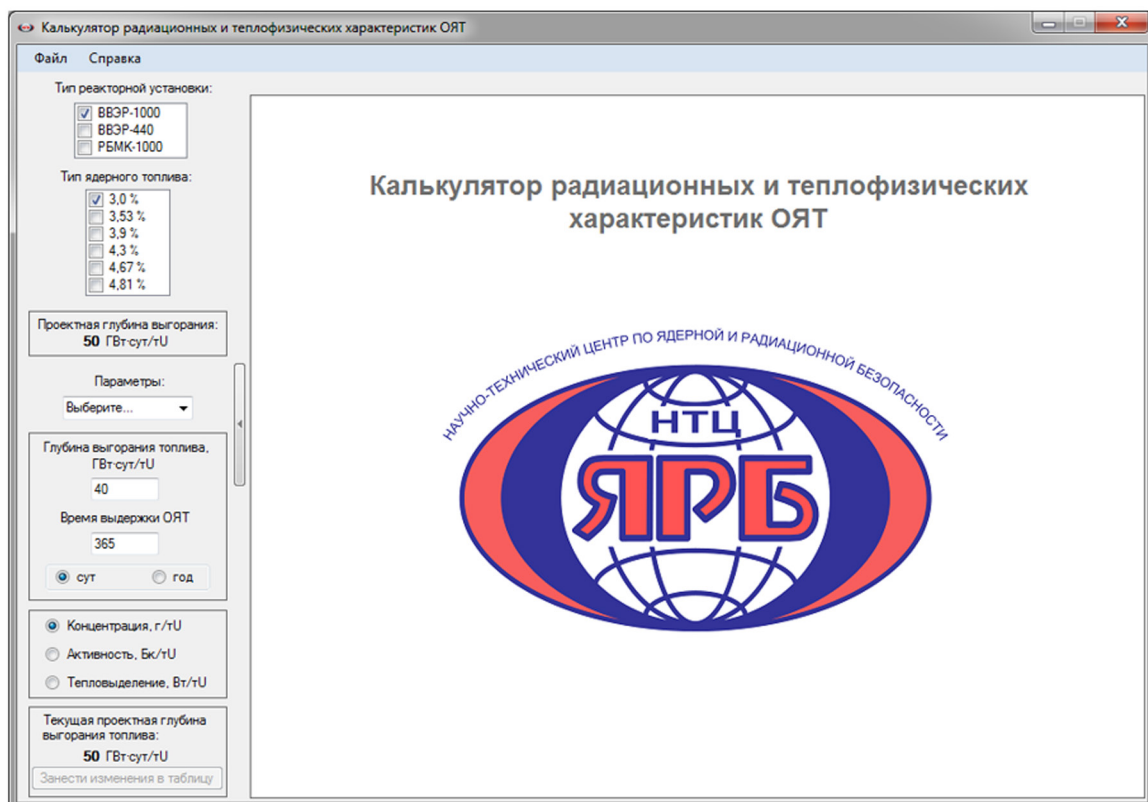 Калькулятор радиационных и теплофизических характеристик ОЯТ
Файл Справка
Тип реакторной установки:
ВВЭР-1000
ВВЭР-440
РБМК-1000
Тип ядерного топлива:
3,0 %
3,53 %
3,9 %
4,3 %
4,67 %
4,81 %
Проектная глубина выгорания:
50 ГВт·сут/тU
Параметры:
Выберите...
Глубина выгорания топлива,
ГВт·сут/тU
40
Время выдержки ОЯТ
365
сут год
Концентрация, г/тU
Активность, Бк/тU
Тепловыделение, Вт/тU
Текущая проектная глубина
выгорания топлива:
50 ГВт·сут/тU
Занести изменения в таблицу
Калькулятор радиационных и теплофизических
характеристик ОЯТ
НАУЧНО-ТЕХНИЧЕСКИЙ ЦЕНТР ПО ЯДЕРНОЙ И РАДИАЦИОННОЙ БЕЗОПАСНОСТИ
НТЦ
ЯРБ